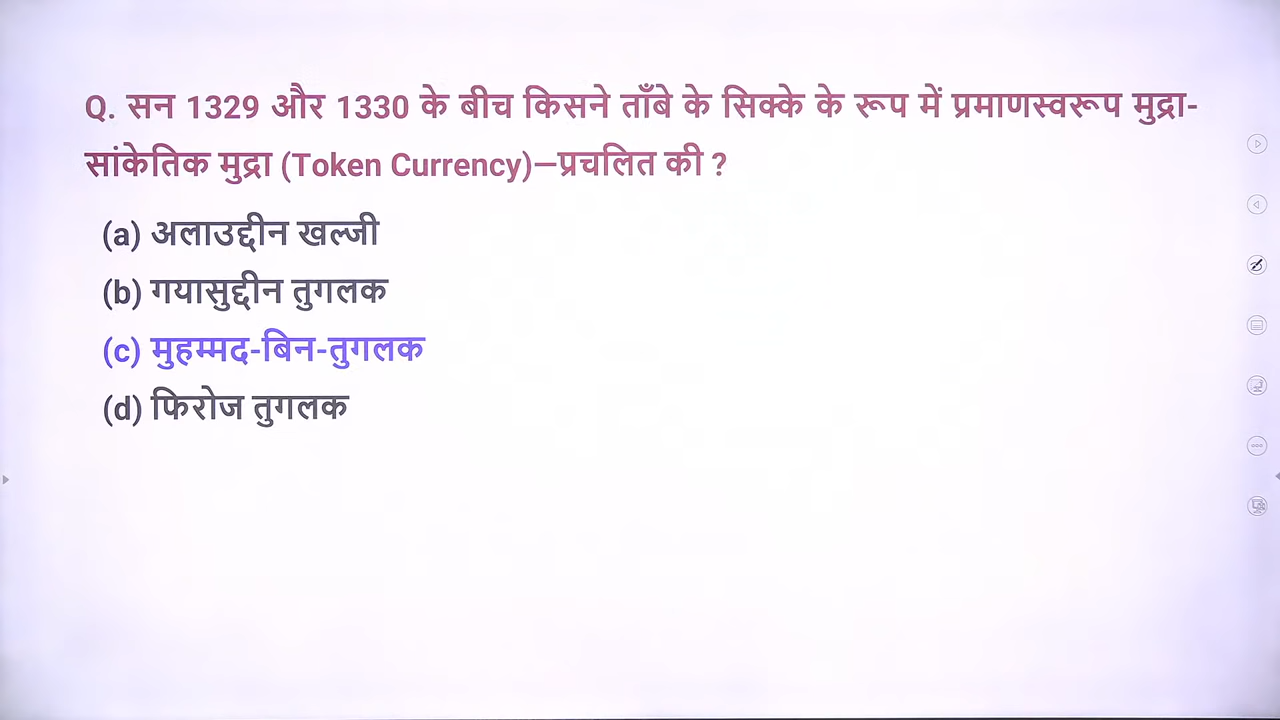 Q. सन 1329 और 1330 के बीच किसने ताँबे के सिक्के के रूप में प्रमाणस्वरूप मुद्रा-
सांकेतिक मुद्रा (Token Currency)–प्रचलित की ?
(a) अलाउद्दीन खल्जी
(b) गयासुद्दीन तुगलक
(c) मुहम्मद-बिन-तुगलक
(d) फिरोज तुगलक